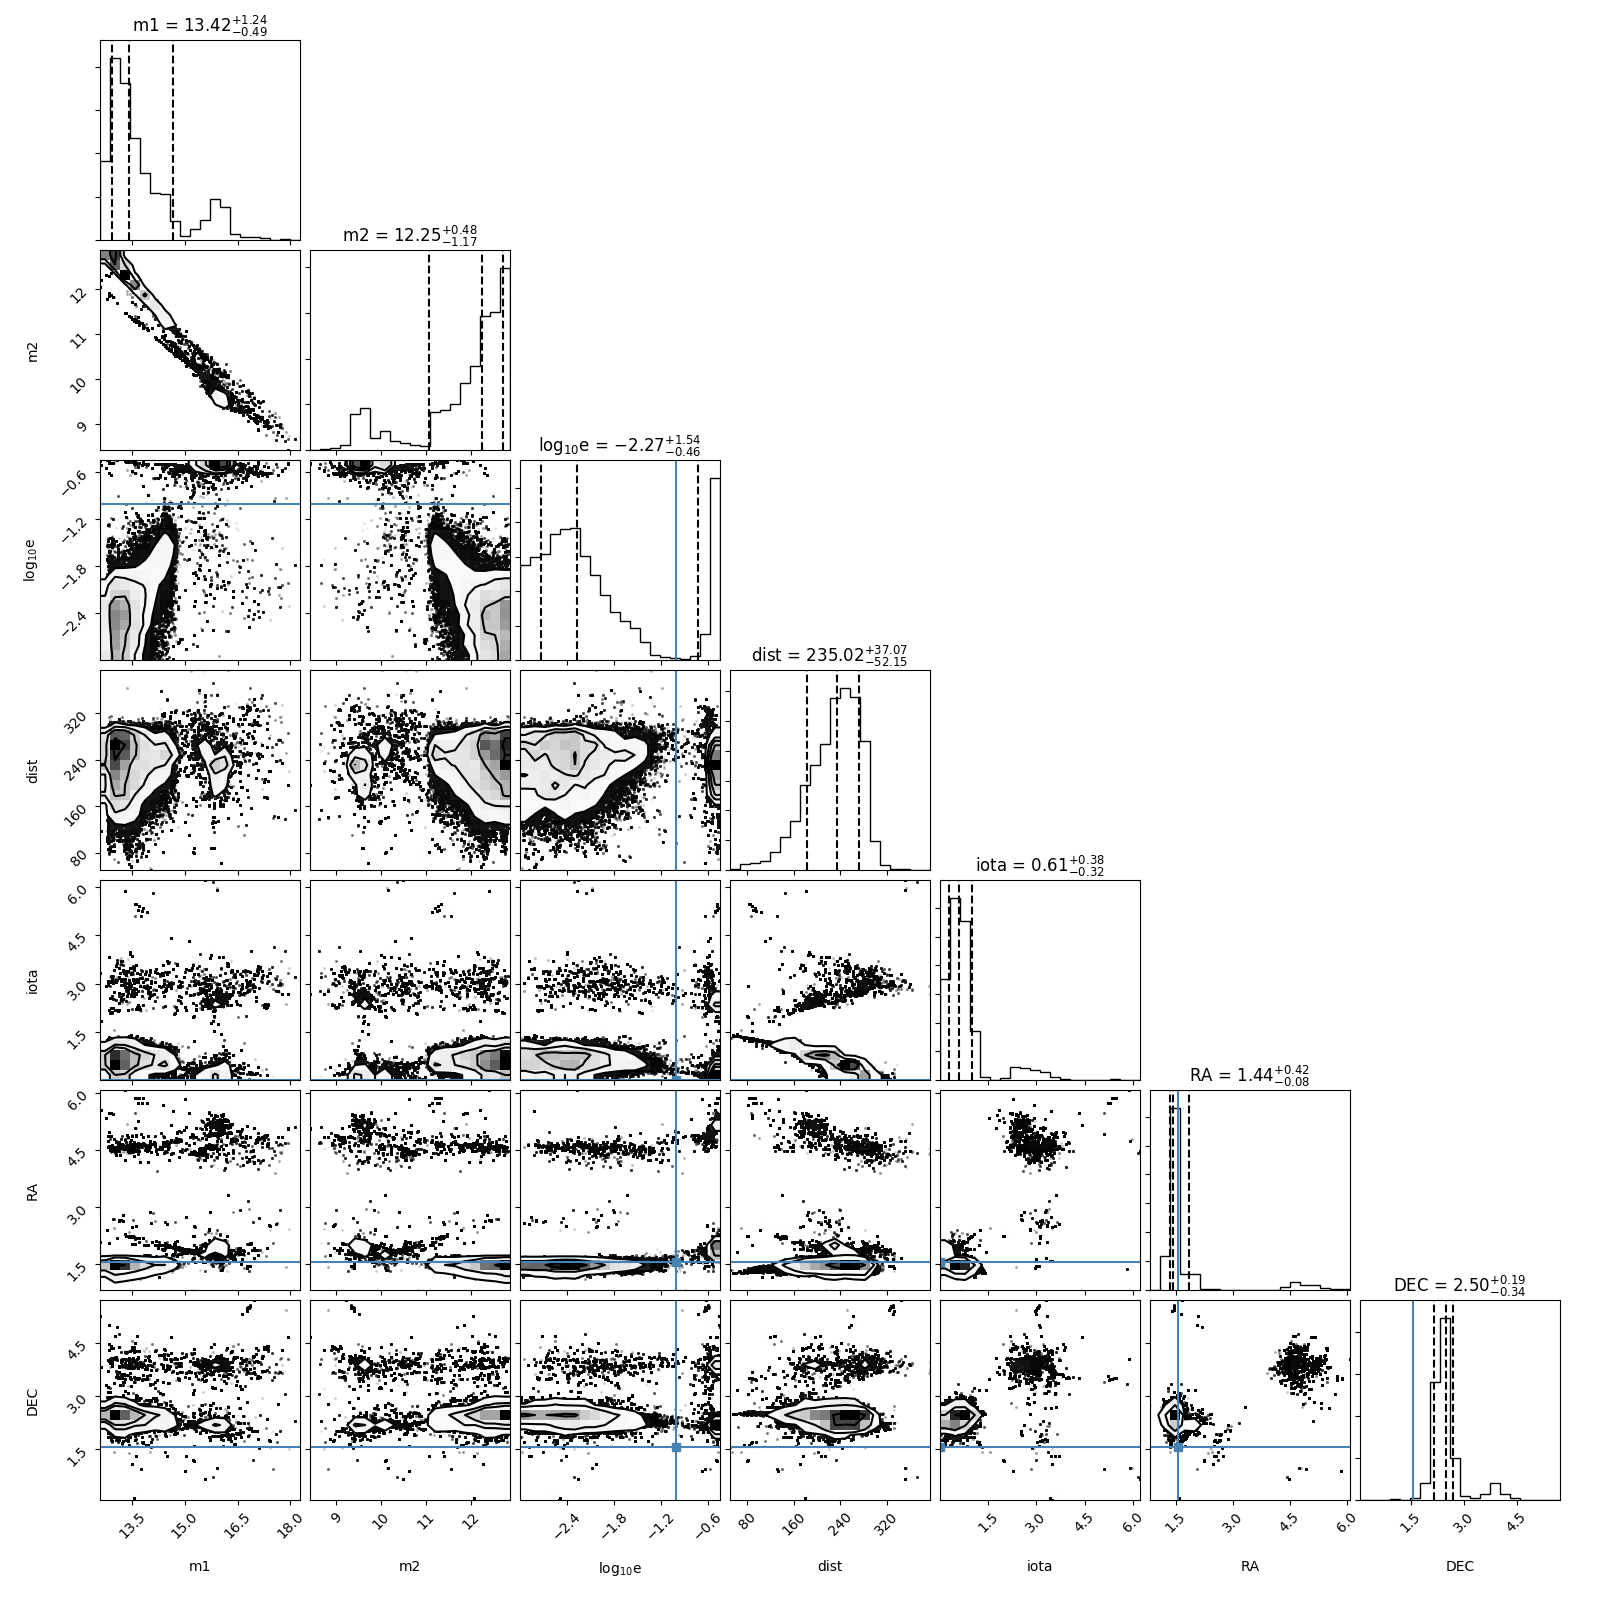 m1 = 13.42+1.24−0.49
m2 = 12.25+0.48−1.17
m2
12
11
10
9
log10e = −2.27+1.54−0.46
log10e
−0.6
−1.2
−1.8
−2.4
dist = 235.02+37.07−52.15
dist
320
240
160
80
iota = 0.61+0.38−0.32
iota
6.0
4.5
3.0
1.5
RA = 1.44+0.42−0.08
RA
6.0
4.5
3.0
1.5
DEC = 2.50+0.19−0.34
DEC
4.5
3.0
1.5
13.5 15.0 16.5 18.0 9 10 11 12 −2.4 −1.8 −1.2 −0.6 80 160 240 320 1.5 3.0 4.5 6.0 1.5 3.0 4.5 6.0 1.5 3.0 4.5
m1 m2 log10e dist iota RA DEC